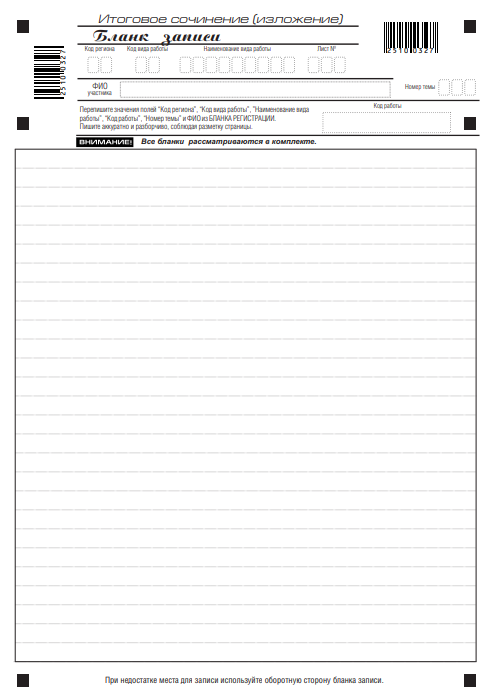 Итоговое сочинение (изложение)
Бланк записи
Код региона Код вида работы Наименование вида работы Лист №
25100327
25100327
ФИО
участника
Номер темы
Перепишите значения полей "Код региона", "Код вида работы", "Наименование вида
работы", "Код работы", "Номер темы" и ФИО из БЛАНКА РЕГИСТРАЦИИ.
Пишите аккуратно и разборчиво, соблюдая разметку страницы.
Код работы
ВНИМАНИЕ! Все бланки рассматриваются в комплекте.
При недостатке места для записи используйте оборотную сторону бланка записи.